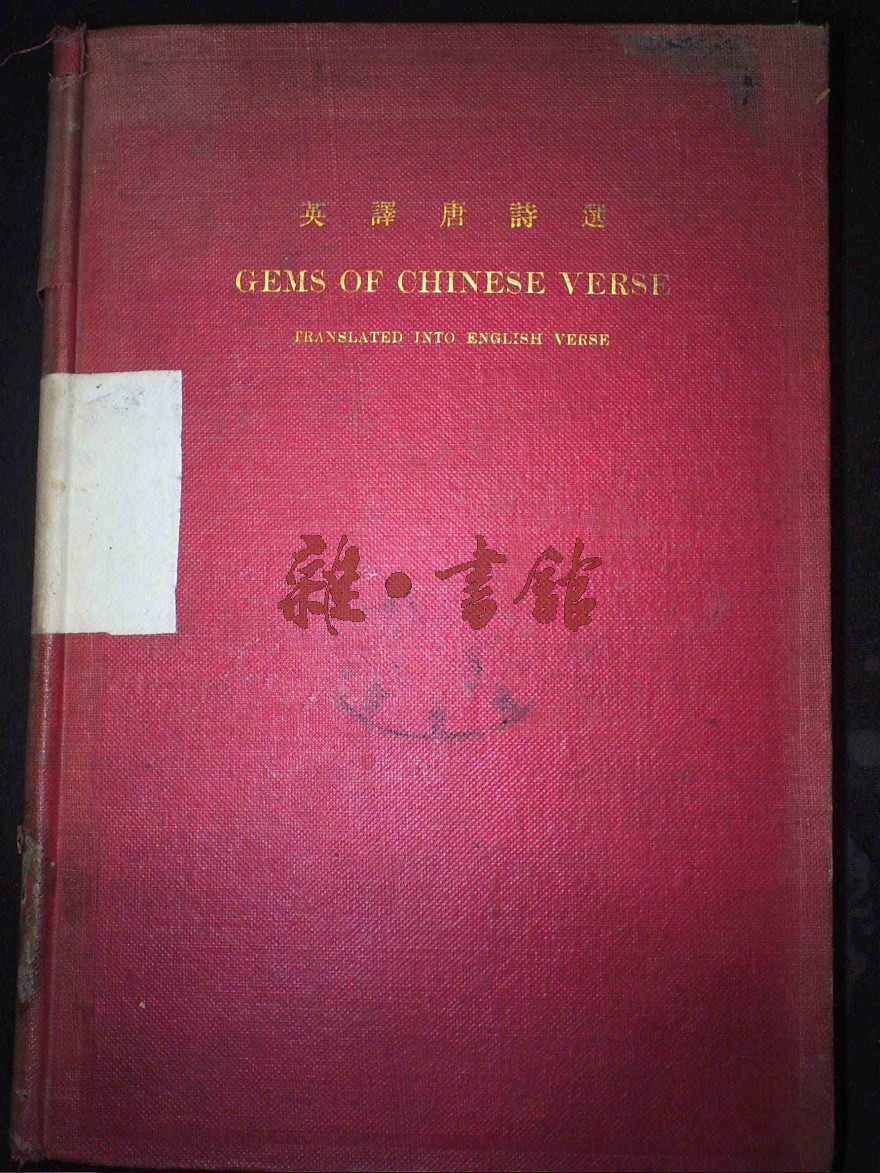 英譯唐詩選
GEMS OF CHINESE VERSE
TRANSLATED INTO ENGLISH VERSE
雜·書館